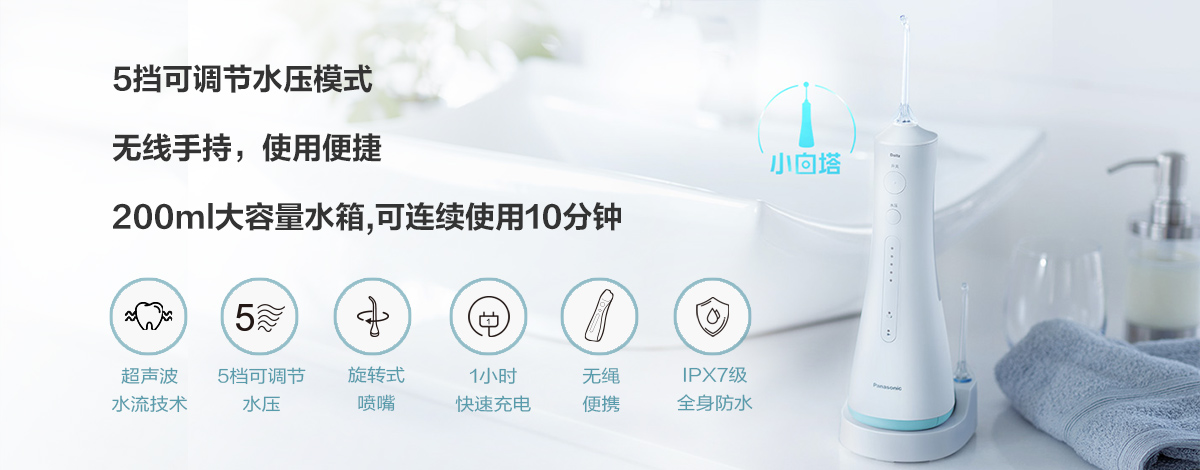 5挡可调节水压模式
无线手持，使用便捷
200ml大容量水箱,可连续使用10分钟
小白塔
5
1
超声波
水流技术
5档可调节
水压
旋转式
喷嘴
1小时
快速充电
无绳
便携
IPX7级
全身防水
Panasonic